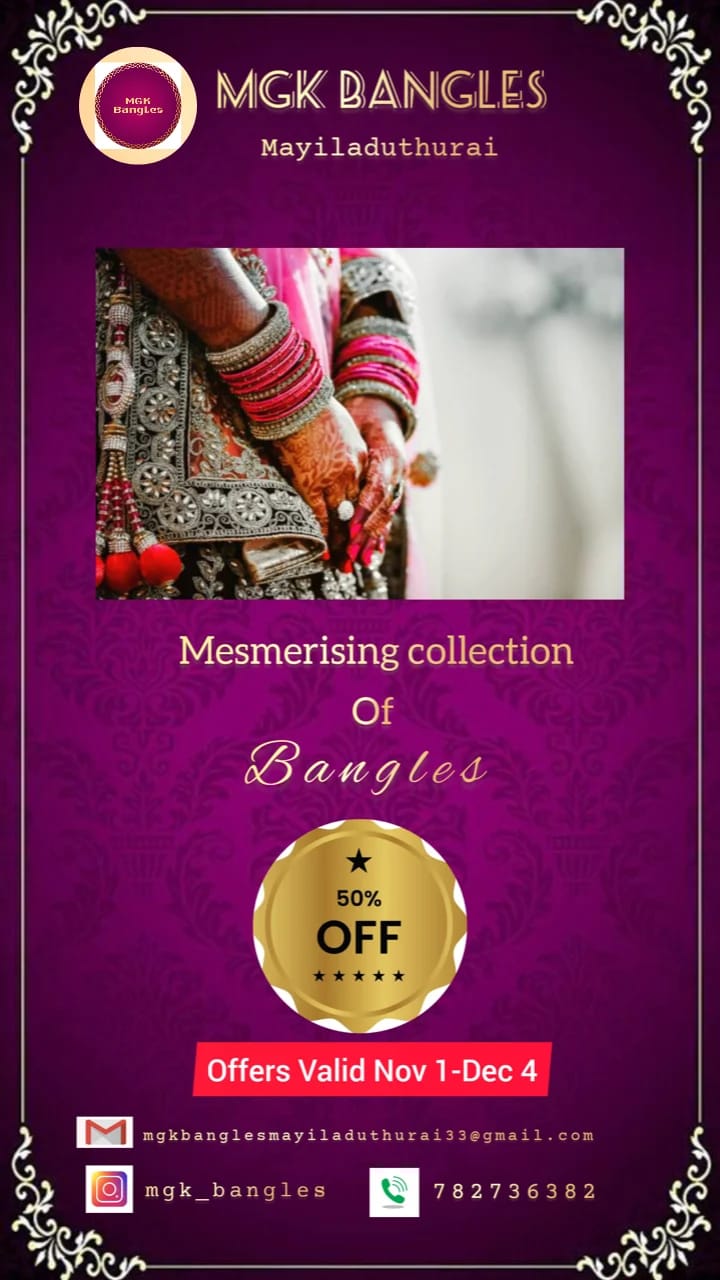 MGK
Bangles
MGK BANGLES
Mayiladuthurai
Mesmerising collection
Of
Bangles
50%
OFF
Offers Valid Nov 1-Dec 4
mgkbanglesmayiladuthurai33@gmail.com
mgk_bangles
782736382